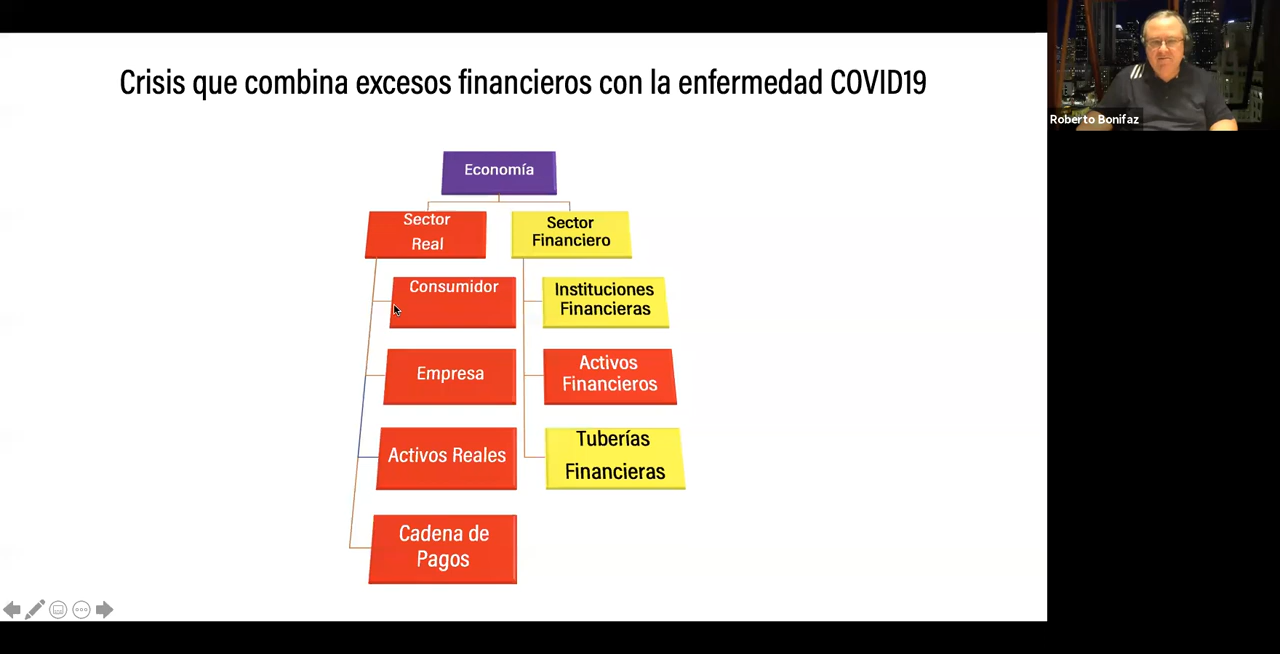 Crisis que combina excesos financieros con la enfermedad COVID19
Roberto Bonifaz
Economía
Sector
Real
Sector
Financiero
Consumidor
Instituciones
Financieras
Empresa
Activos
Financieros
Activos Reales
Tuberías
Financieras
Cadena de
Pagos